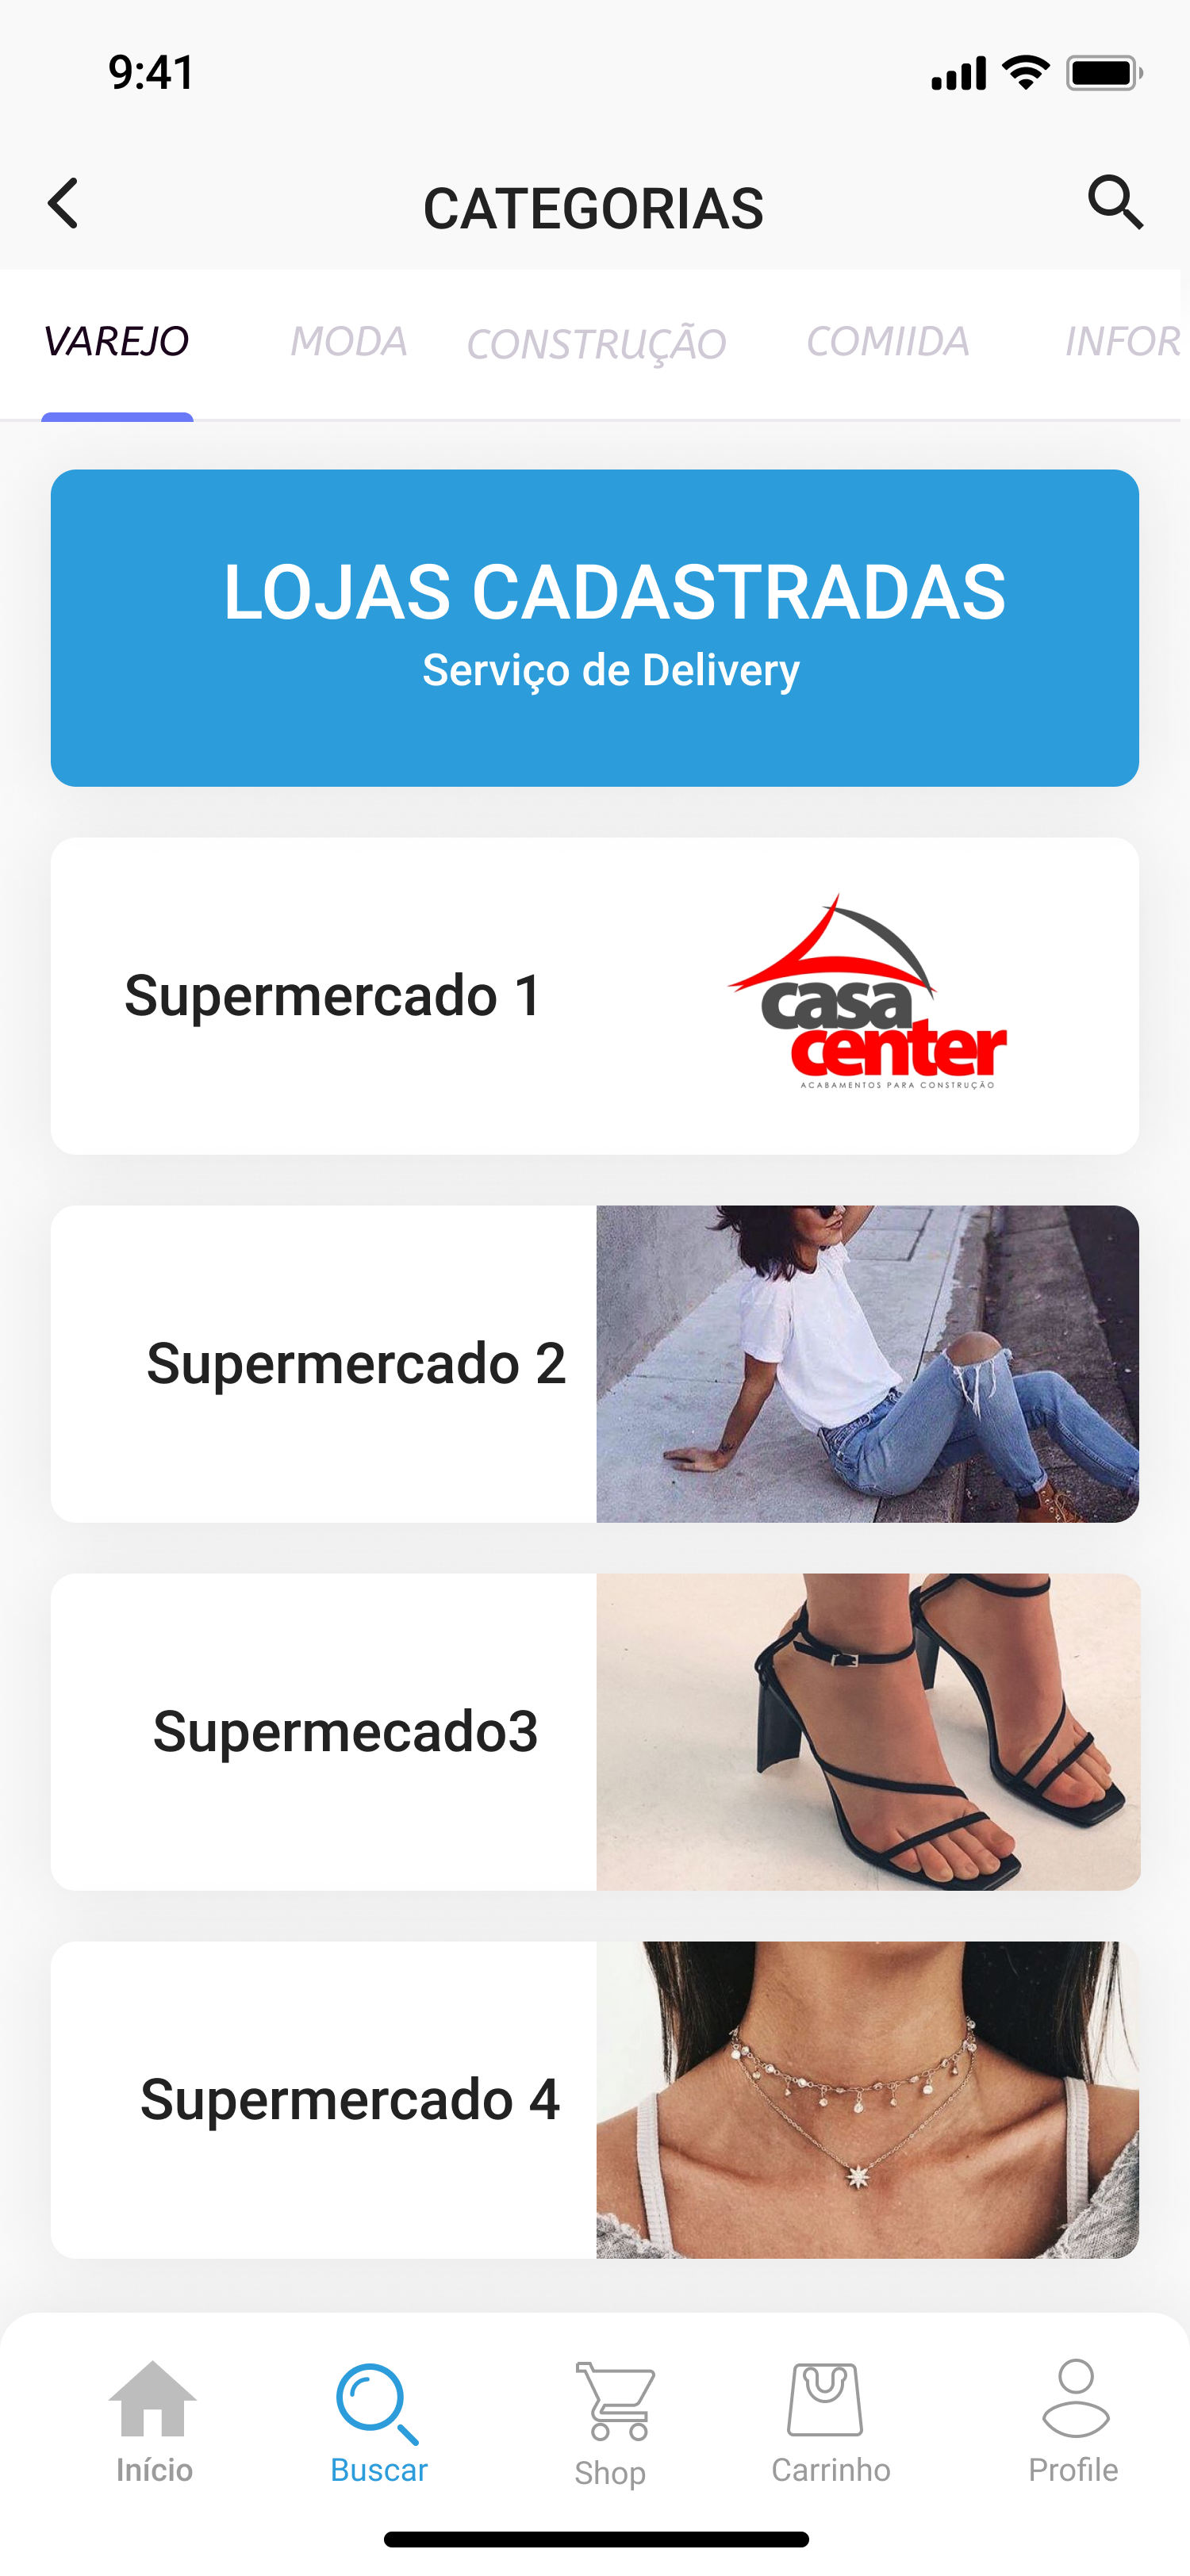 9:41
CATEGORIAS
VAREJO MODA CONSTRUÇÃO COMIIDA INFOR
LOJAS CADASTRADAS
Serviço de Delivery
Supermercado 1
casa
center
ACABAMENTOS PARA CONSTRUÇÃO
Supermercado 2
Supermecado3
Supermercado 4
Início Buscar Shop Carrinho Profile